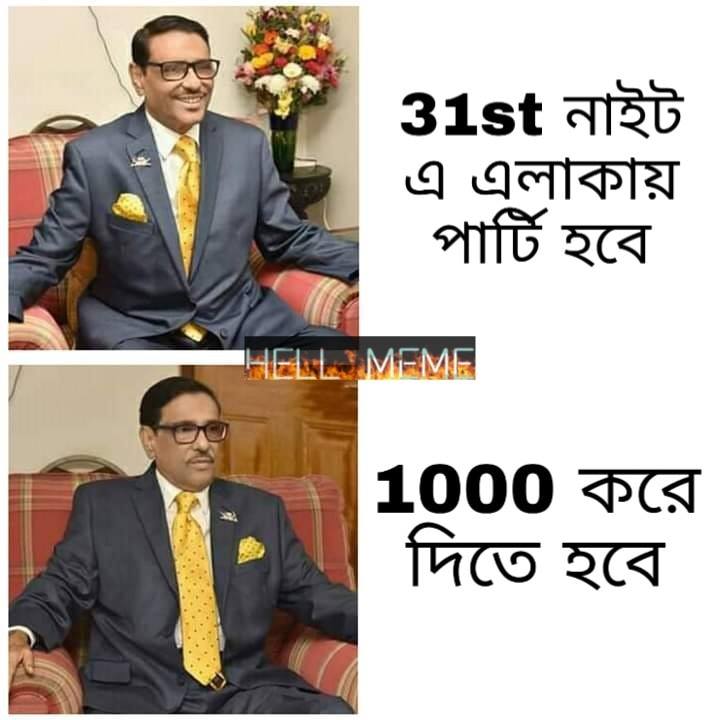 31st নাইট
এ এলাকায়
পার্টি হবে
HELL MEME
1000 করে
দিতে হবে